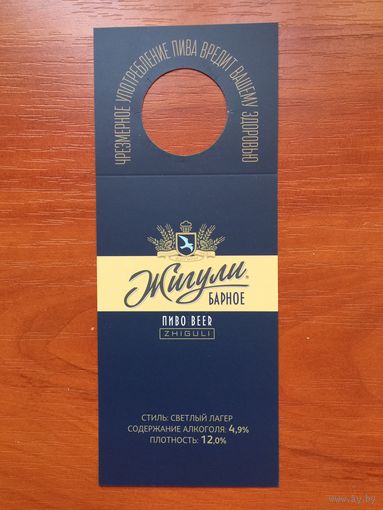 ЧРЕЗМЕРНОЕ УПОТРЕБЛЕНИЕ ПИВА ВРЕДИТ ВАШЕМУ ЗДОРОВЬЮ
Жигули®
БАРНОЕ
ПИВО BEER
ZHIGULI
СТИЛЬ: СВЕТЛЫЙ ЛАГЕР
СОДЕРЖАНИЕ АЛКОГОЛЯ: 4,9%
ПЛОТНОСТЬ: 12,0%
www.ay.by